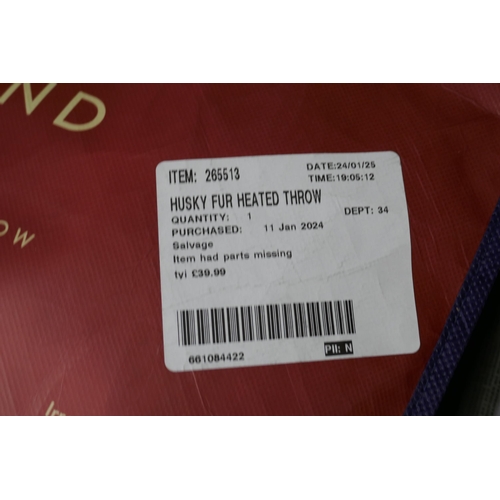 ND
OW
ITEM: 265513
DATE:24/01/25
TIME:19:05:12
HUSKY FUR HEATED THROW
QUANTITY: 1
DEPT: 34
PURCHASED: 11 Jan 2024
Salvage
Item had parts missing
tvi £39.99
661084422
PII: N